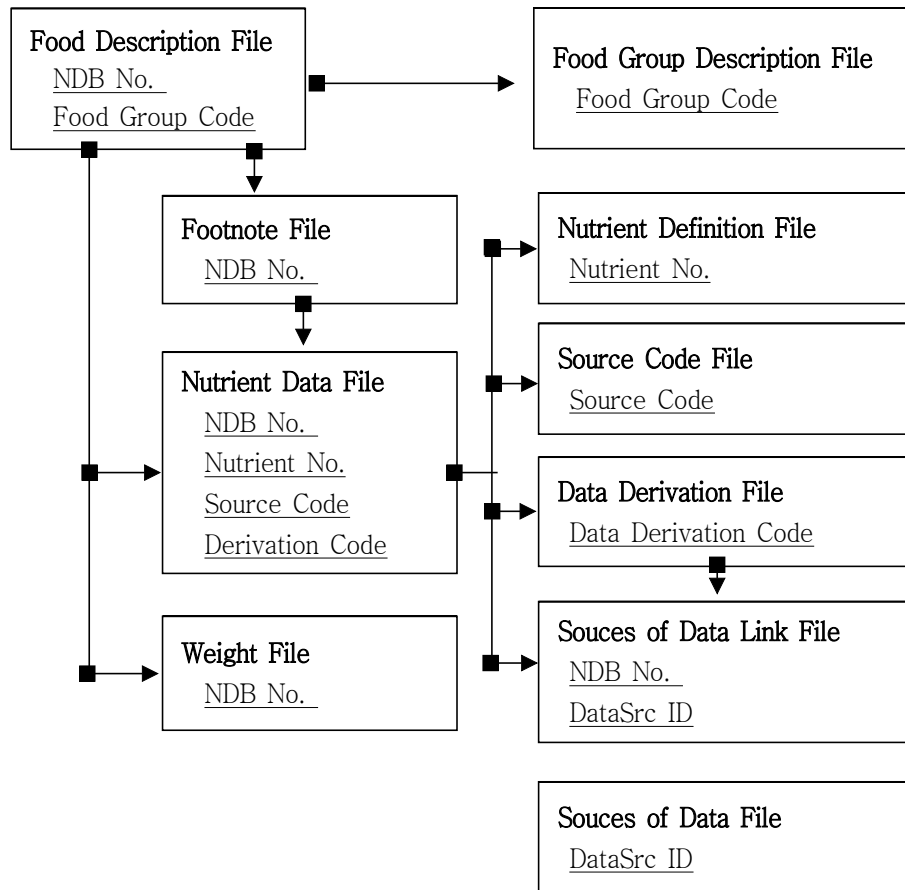 Food Description File
NDB No.
Food Group Code
Food Group Description File
Food Group Code
Footnote File
NDB No.
Nutrient Definition File
Nutrient No.
Nutrient Data File
NDB No.
Nutrient No.
Source Code
Derivation Code
Source Code File
Source Code
Data Derivation File
Data Derivation Code
Weight File
NDB No.
Souces of Data Link File
NDB No.
DataSrc ID
Souces of Data File
DataSrc ID